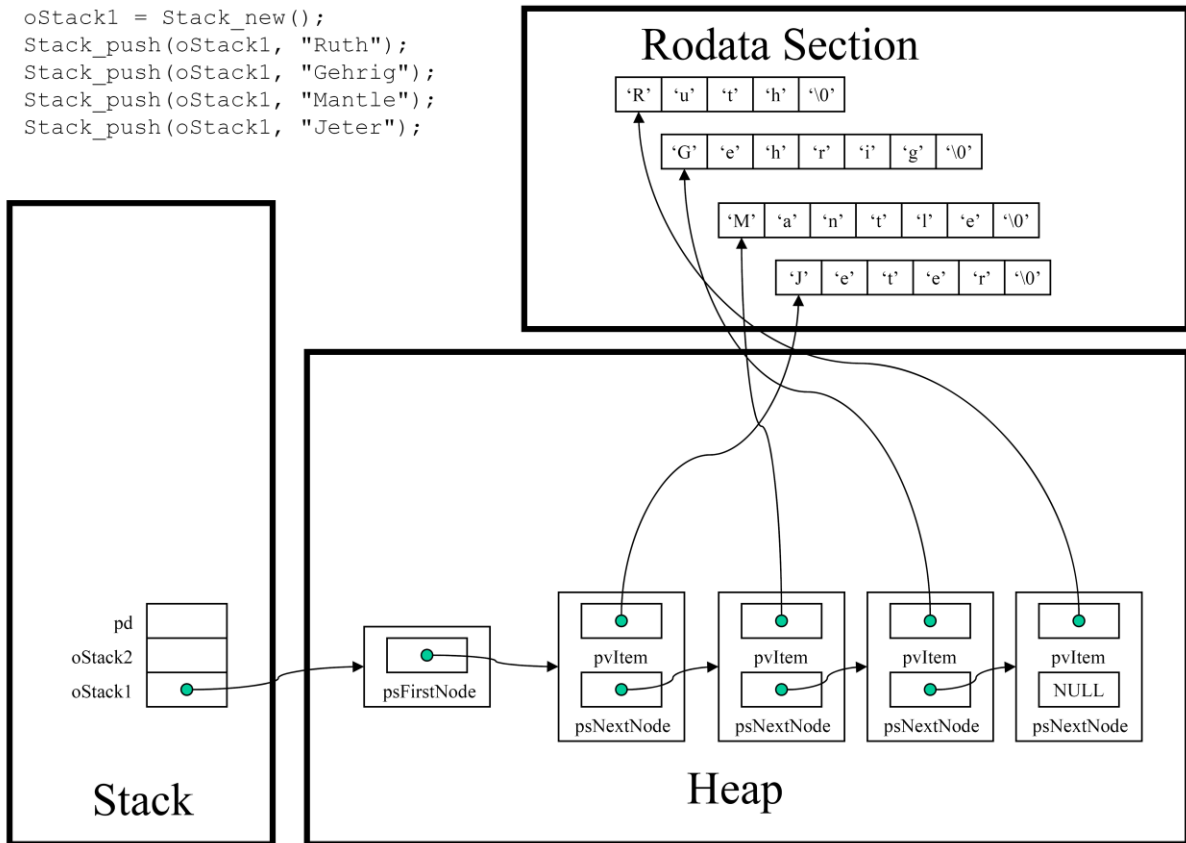 oStack1 = Stack_new();
Stack_push(oStack1, "Ruth");
Stack_push(oStack1, "Gehrig");
Stack_push(oStack1, "Mantle");
Stack_push(oStack1, "Jeter");
Rodata Section
‘R’ ‘u’ ‘t’ ‘h’ ‘\0’
‘G’ ‘e’ ‘h’ ‘r’ ‘i’ ‘g’ ‘\0’
‘M’ ‘a’ ‘n’ ‘t’ ‘l’ ‘e’ ‘\0’
‘J’ ‘e’ ‘t’ ‘e’ ‘r’ ‘\0’
pd
oStack2
oStack1
Stack
psFirstNode
pvItem pvItem pvItem pvItem
NULL
psNextNode psNextNode psNextNode psNextNode
Heap